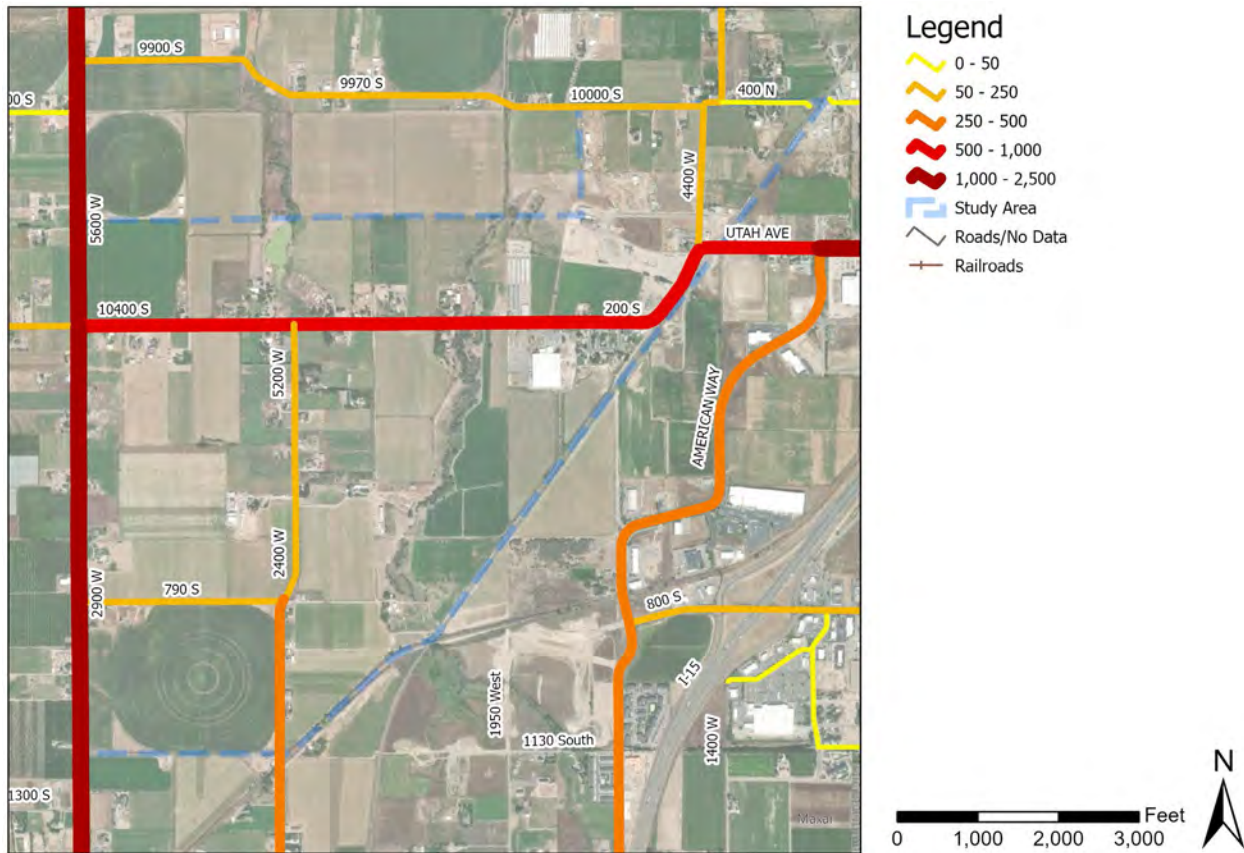 9900 S
9970 S
10000 S
400 N
00 S
4400 W
5600 W
UTAH AVE
10400 S
200 S
5200 W
AMERICAN WAY
2400 W
790 S
2900 W
800 S
I-15
1950 West
1400 W
1130 South
1300 S
Maxar
Legend
0 - 50
50 - 250
250 - 500
500 - 1,000
1,000 - 2,500
Study Area
Roads/No Data
Railroads
N
Feet
0 1,000 2,000 3,000